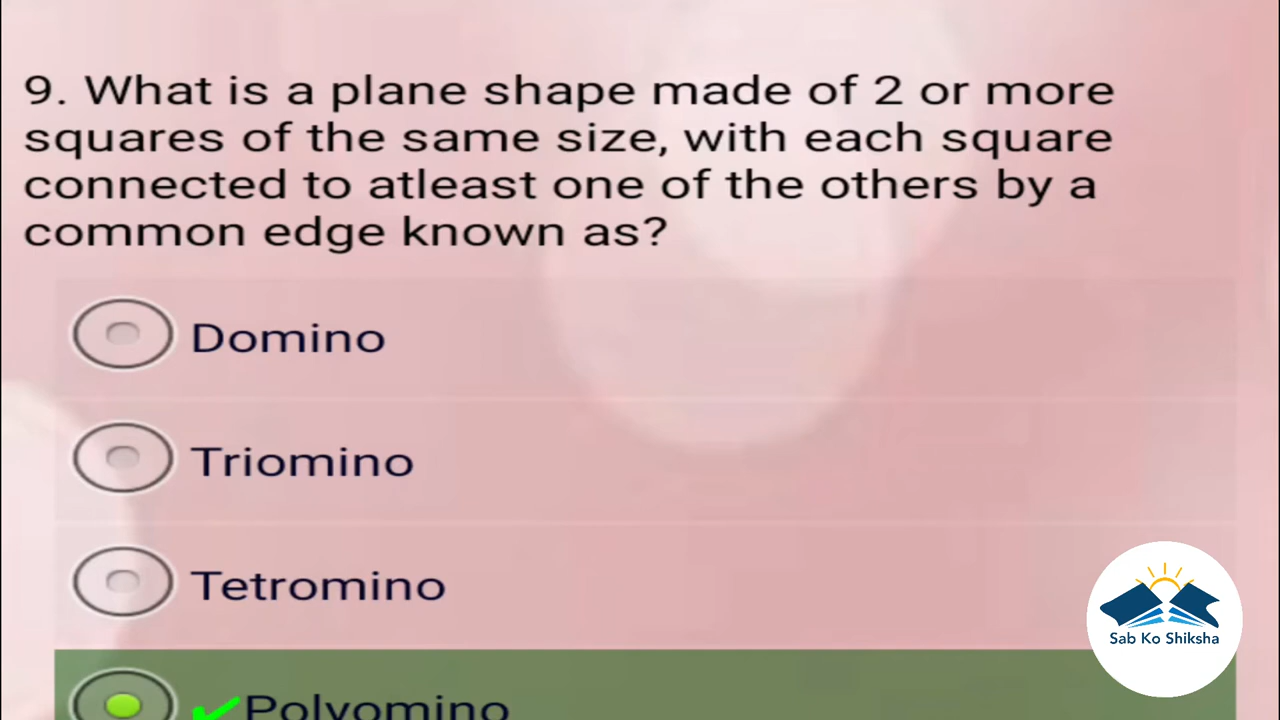 9. What is a plane shape made of 2 or more
squares of the same size, with each square
connected to atleast one of the others by a
common edge known as?
Domino
Triomino
Tetromino
✔Polyomino
Sab Ko Shiksha